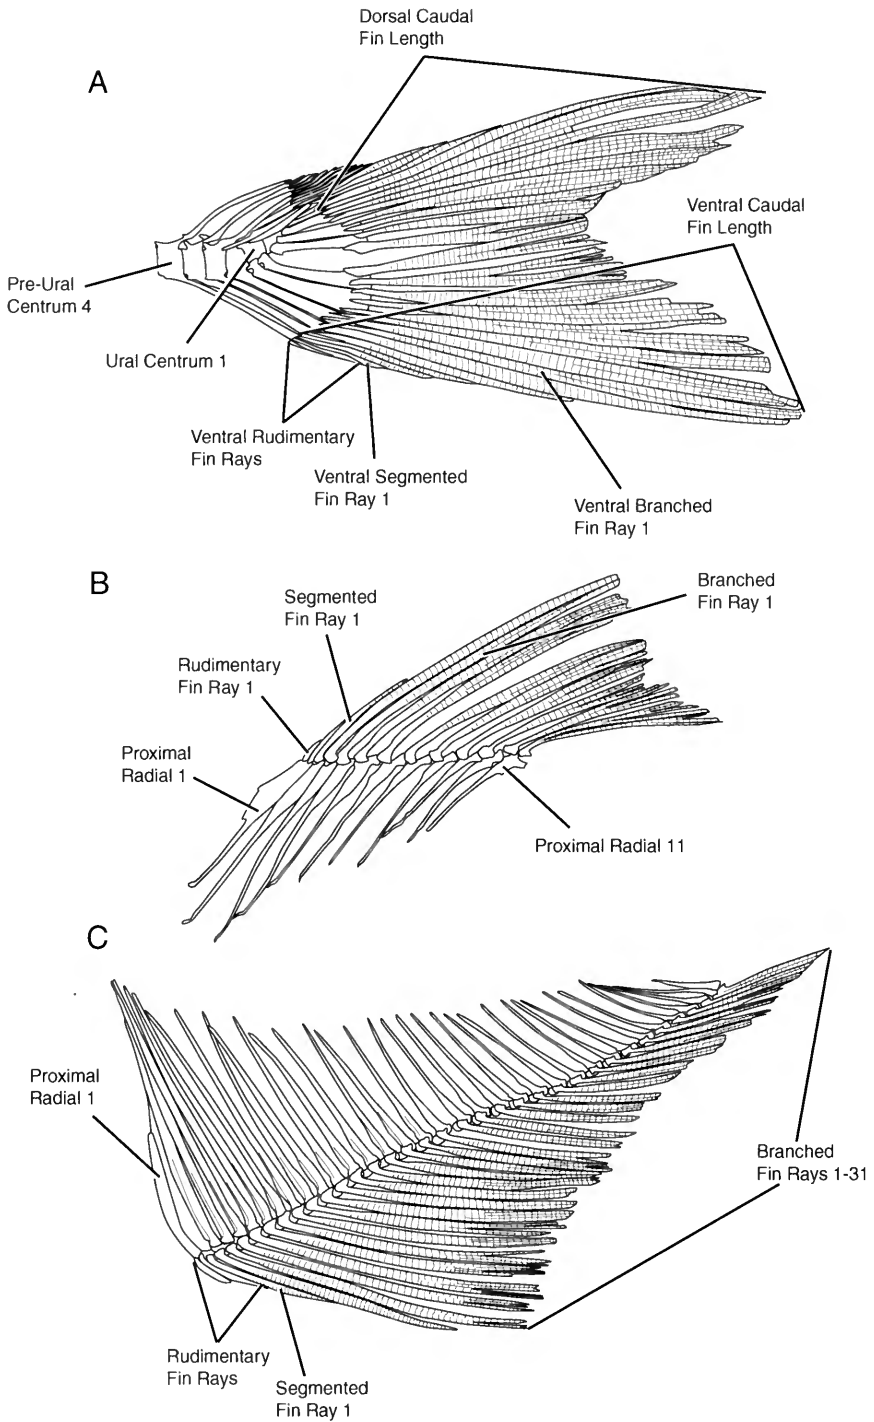 Dorsal Caudal
Fin Length
A
Ventral Caudal
Fin Length
Pre-Ural
Centrum 4
Ural Centrum 1
Ventral Rudimentary
Fin Rays
Ventral Segmented
Fin Ray 1
Ventral Branched
Fin Ray 1
B
Branched
Fin Ray 1
Segmented
Fin Ray 1
Rudimentary
Fin Ray 1
Proximal
Radial 1
Proximal Radial 11
C
Proximal
Radial 1
Branched
Fin Rays 1-31
Rudimentary
Fin Rays
Segmented
Fin Ray 1